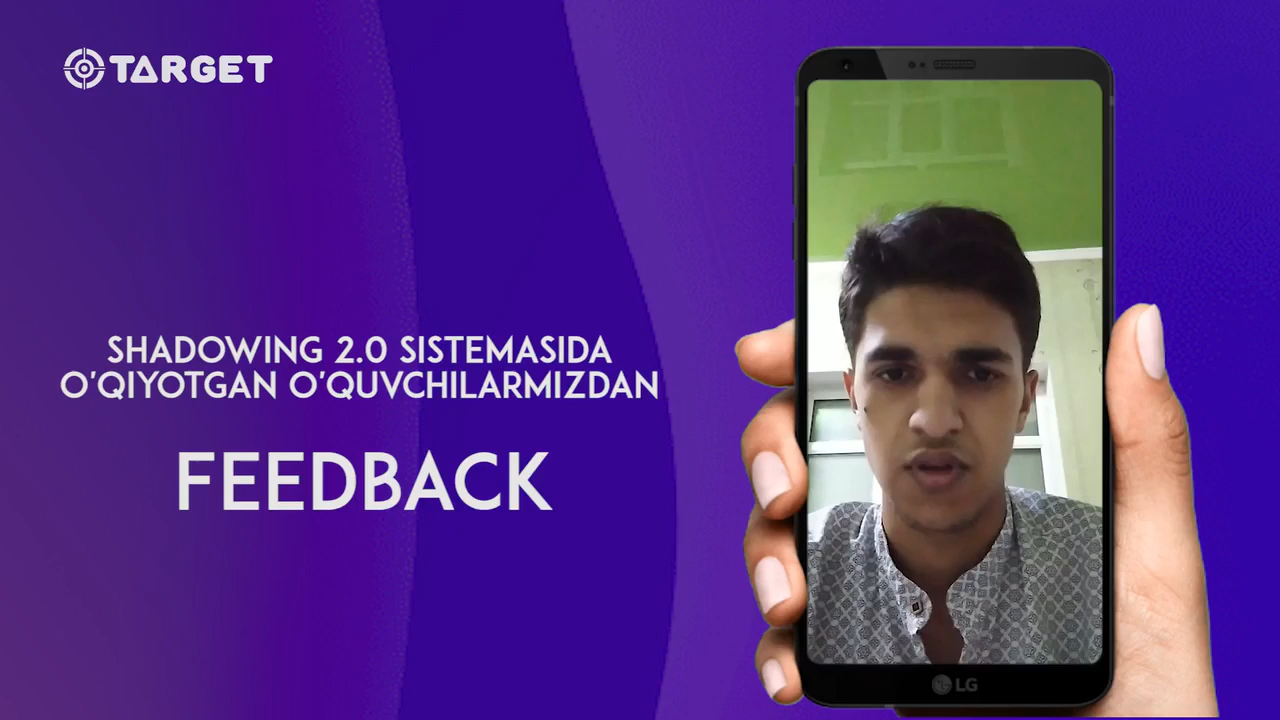 TARGET
SHADOWING 2.0 SISTEMASIDA
O'QIYOTGAN O'QUVCHILARMIZDAN
FEEDBACK
LG